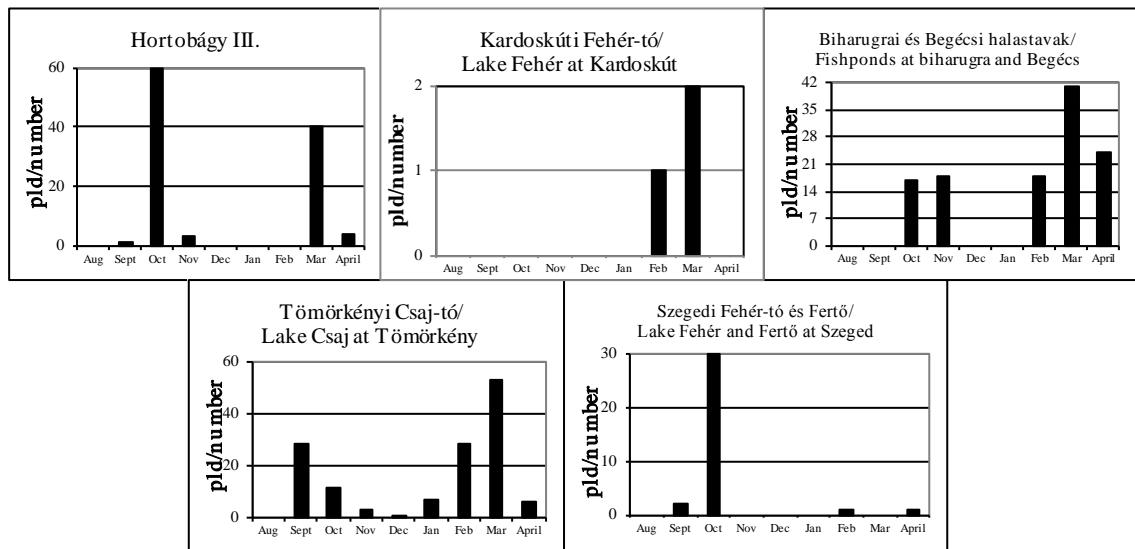 Hortobágy III.
pld/number
60
40
20
0
Aug Sept Oct Nov Dec Jan Feb Mar April
Kardoskúti Fehér-tó/
Lake Fehér at Kardoskút
pld/number
2
1
0
Aug Sept Oct Nov Dec Jan Feb Mar April
Biharugrai és Begécsi halastavak/
Fishponds at biharugra and Begécs
pld/number
42
35
28
21
14
7
0
Aug Sept Oct Nov Dec Jan Feb Mar April
Tömörkényi Csaj-tó/
Lake Csaj at Tömörkény
pld/number
60
40
20
0
Aug Sept Oct Nov Dec Jan Feb Mar April
Szegedi Fehér-tó és Fertő/
Lake Fehér and Fertő at Szeged
pld/number
30
20
10
0
Aug Sept Oct Nov Dec Jan Feb Mar April